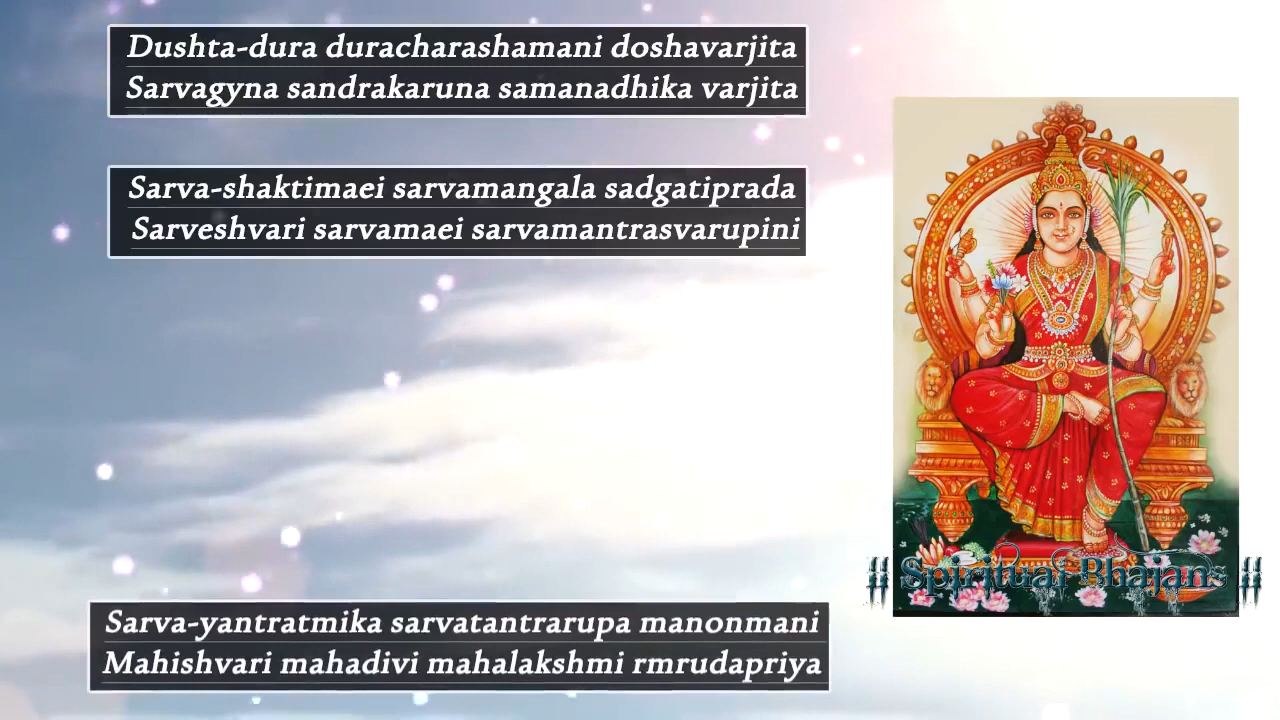 Dushta-dura duracharashamani doshavarjita
Sarvagyna sandrakaruna samanadhika varjita
Sarva-shaktimaei sarvamangala sadgatiprada
Sarveshvari sarvamaei sarvamantrasvarupini
Sarva-yantratmika sarvatantrarupa manonmani
Mahishvari mahadivi mahalakshmi rmrudapriya
|| Spiritual Bhajans ||